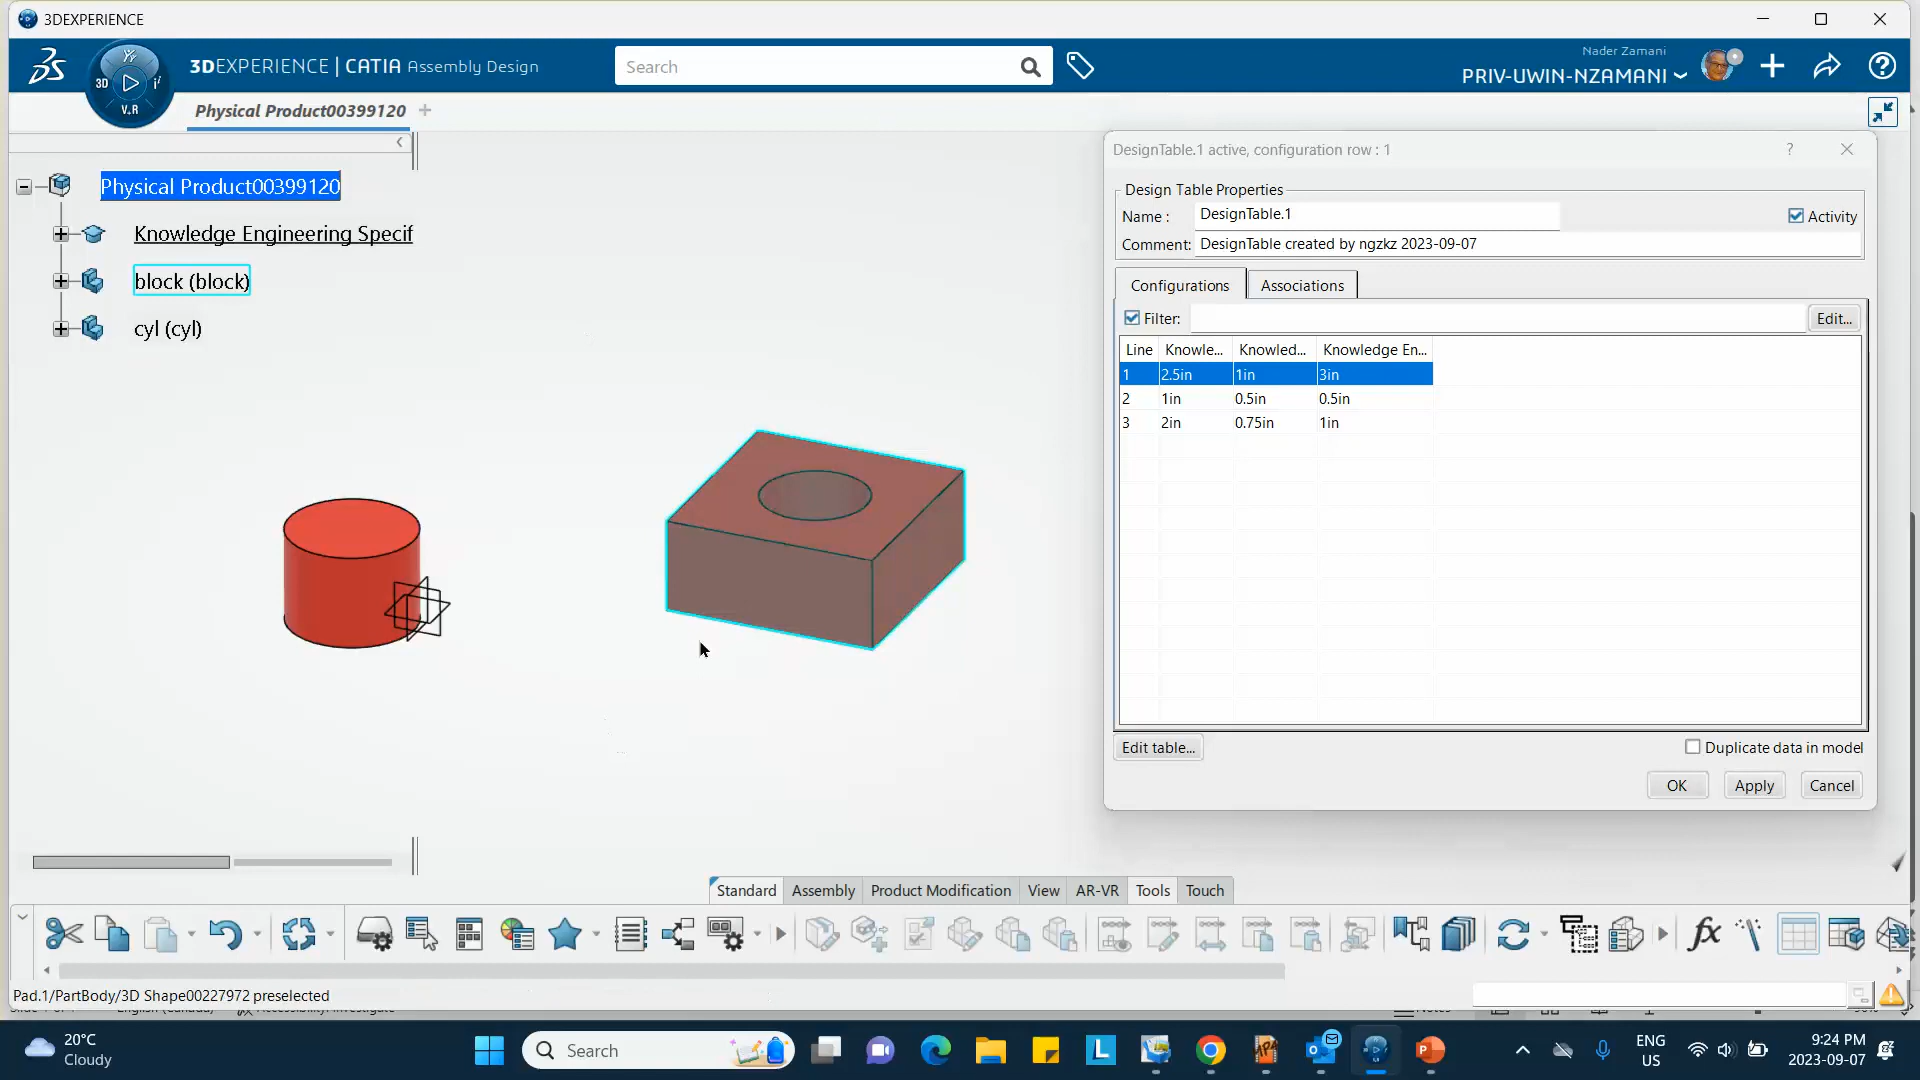 3DEXPERIENCE
3DEXPERIENCE | CATIA Assembly Design
3D
V.R
Search
Nader Zamani
PRIV-UWIN-NZAMANI
Physical Product00399120
Physical Product00399120
Knowledge Engineering Specif
block (block)
cyl (cyl)
DesignTable.1 active, configuration row : 1
?
Design Table Properties
Name : DesignTable.1 Activity
Comment: DesignTable created by ngzkz 2023-09-07
Configurations Associations
Filter: Edit...
Line Knowle... Knowled... Knowledge En...
1 2.5in 1in 3in
2 1in 0.5in 0.5in
3 2in 0.75in 1in
Edit table... Duplicate data in model
OK Apply Cancel
Standard Assembly Product Modification View AR-VR Tools Touch
Pad.1/PartBody/3D Shape00227972 preselected
20°C
Cloudy
Search
ENG
US
9:24 PM
2023-09-07